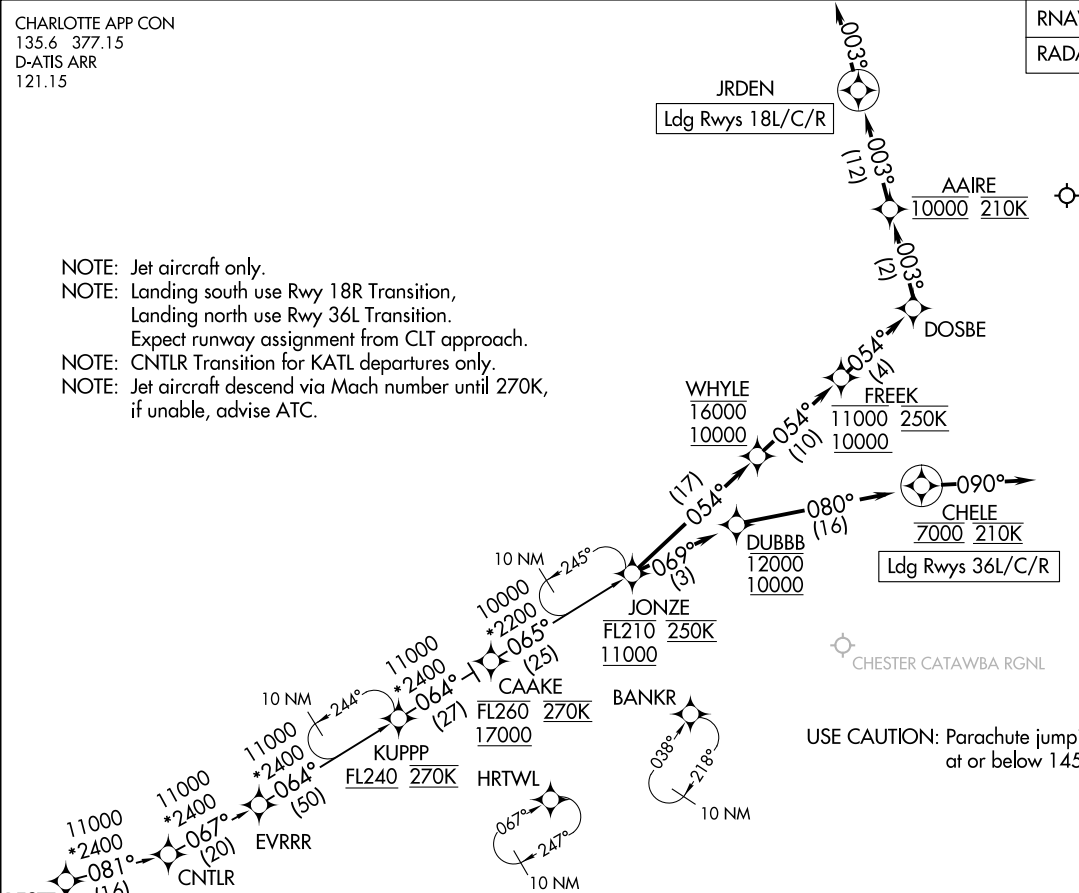 CHARLOTTE APP CON
135.6 377.15
D-ATIS ARR
121.15
RNAV
RADA
003°
JRDEN
Ldg Rwys 18L/C/R
003°
(12)
AAIRE
10000 210K
003°
(2)
DOSBE
NOTE: Jet aircraft only.
NOTE: Landing south use Rwy 18R Transition,
Landing north use Rwy 36L Transition.
Expect runway assignment from CLT approach.
NOTE: CNTLR Transition for KATL departures only.
NOTE: Jet aircraft descend via Mach number until 270K,
if unable, advise ATC.
054°
(4)
FREEK
11000 250K
10000
WHYLE
16000
10000
054°
(10)
(17)
054°
090°
CHELE
7000 210K
Ldg Rwys 36L/C/R
080°
(16)
DUBBB
12000
10000
069°
(3)
10 NM
245°
JONZE
FL210 250K
11000
10000
*2200
065°
(25)
CHESTER CATAWBA RGNL
CAAKE
FL260 270K
17000
11000
*2400
064°
(27)
10 NM
244°
KUPPP
FL240 270K
BANKR
038°
218°
10 NM
USE CAUTION: Parachute jump
at or below 145
11000
*2400
064°
(50)
EVRRR
HRTWL
067°
247°
10 NM
11000
*2400
067°
(20)
CNTLR
11000
*2400
081°
(16)